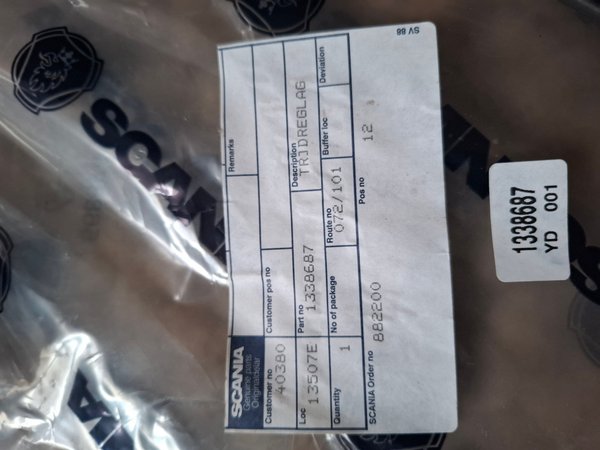 SCANIA
SCANIA
Genuine parts
Originaldelar
Customer no
40380
Customer pos no
Remarks
Loc
13507E
Part no
1338687
Description
TRIDREGLAG
Quantity
1
No of package
Route no
072/101
Buffer loc
Deviation
SCANIA Order no
882200
Pos no
12
SV 88
1338687
YD 001